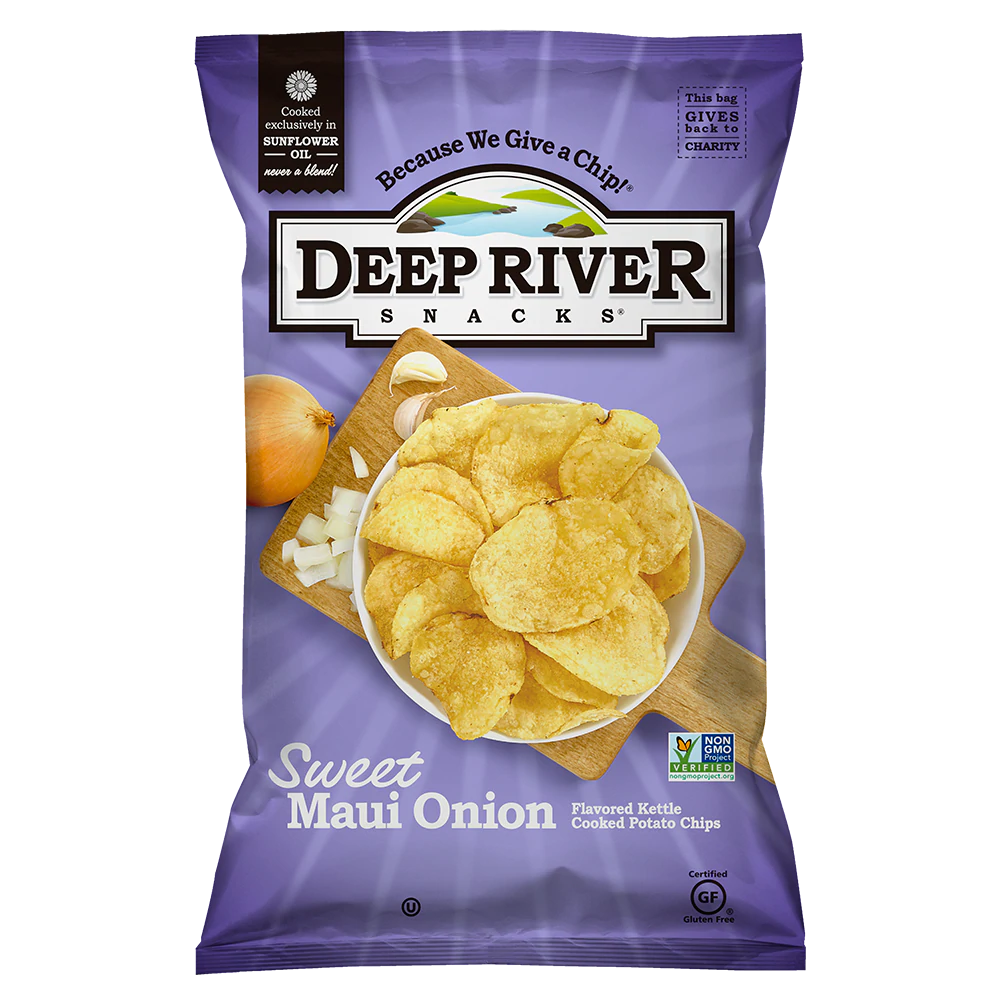 Cooked
exclusively in
SUNFLOWER
OIL
never a blend!
This bag
GIVES
back to
CHARITY
Because We Give a Chip!®
DEEP RIVER
SNACKS®
NON
GMO
Project
VERIFIED
nongmoproject.org
Sweet
Maui Onion
Flavored Kettle
Cooked Potato Chips
U
Certified
GF
®
Gluten Free